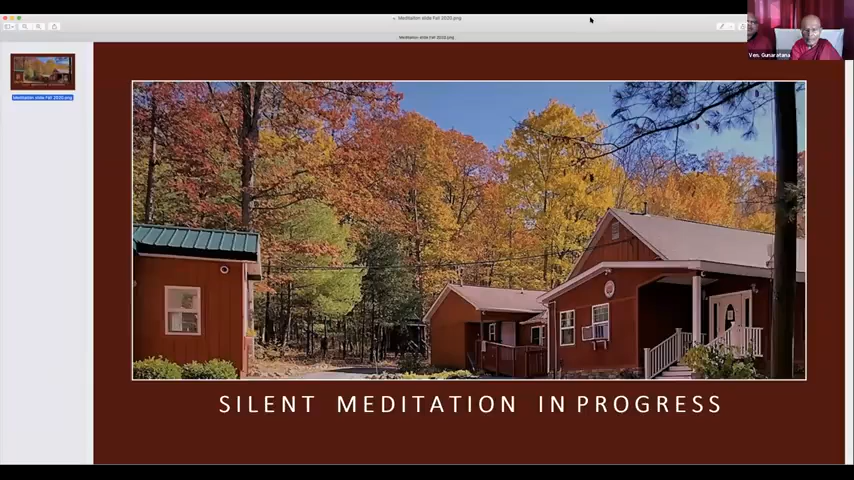 Meditation slide Fall 2020.png
Meditation slide Fall 2020.png
Ven. Gunaratana
Meditation slide Fall 2020.png
SILENT MEDITATION IN PROGRESS